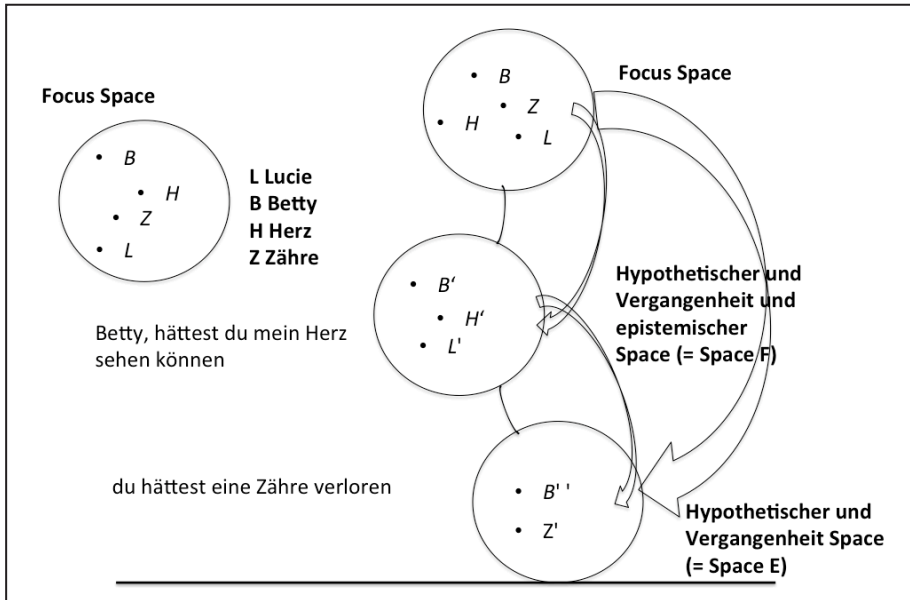 Focus Space
B
H
Z
L
L Lucie
B Betty
H Herz
Z Zähre
Focus Space
B
Z
H
L
Betty, hättest du mein Herz
sehen können
B‘
H‘
L'
Hypothetischer und
Vergangenheit und
epistemischer
Space (= Space F)
du hättest eine Zähre verloren
B' '
Z'
Hypothetischer und
Vergangenheit Space
(= Space E)